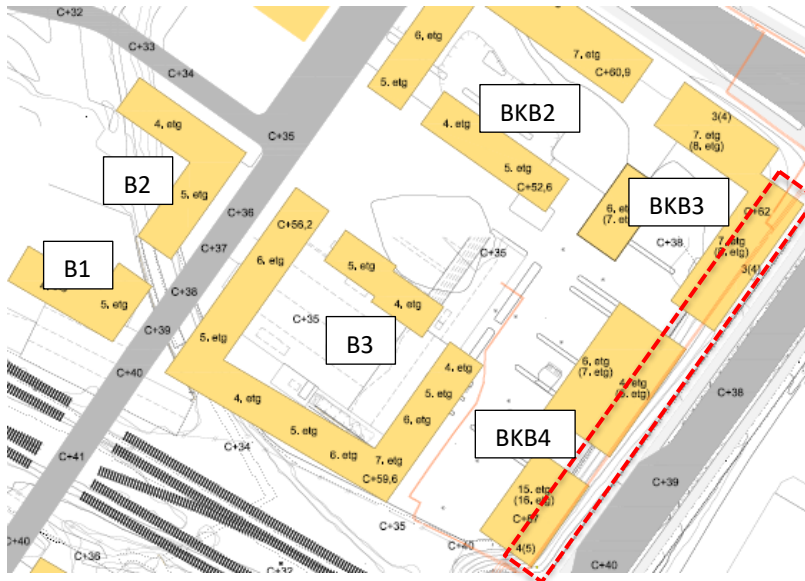 C+32
C+33
C+34
C+35
6. etg
7. etg
C+60,9
5. etg
BKB2
4. etg
4. etg
5. etg
C+52,6
3(4)
7. etg
(8. etg)
B2
5. etg
C+36
C+56,2
BKB3
C+62
(7. etg)
C+37
C+35
C+38
3(4)
B1
5. etg
C+38
6. etg
5. etg
4. etg
C+39
C+35
5. etg
B3
C+40
4. etg
6. etg
(7. etg)
4. etg
5. etg
C+38
4. etg
5. etg
6. etg
BKB4
C+41
C+34
6. etg
7. etg
C+59,6
15. etg
(16. etg)
C+39
C+40
C+36
C+32
C+35
C+40
4(5)
C+40